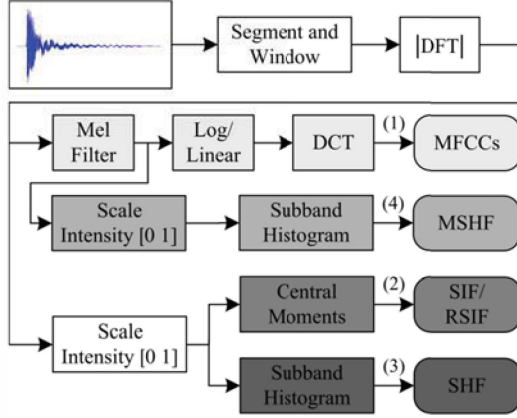 Segment and
Window
|DFT|
Mel
Filter
Log/
Linear
DCT
(1)
MFCCs
Scale
Intensity [0 1]
Subband
Histogram
(4)
MSHF
Central
Moments
(2)
SIF/
RSIF
Scale
Intensity [0 1]
Subband
Histogram
(3)
SHF